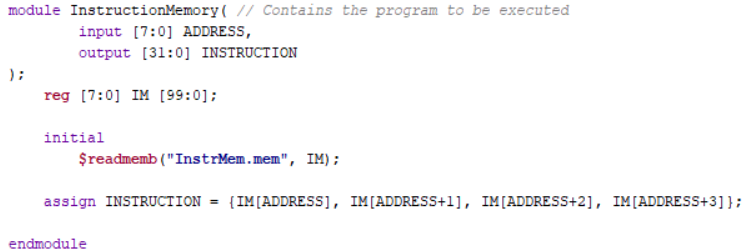 module InstructionMemory( // Contains the program to be executed
        input [7:0] ADDRESS,
        output [31:0] INSTRUCTION
);
    reg [7:0] IM [99:0];
    initial
        $readmemb("InstrMem.mem", IM);
    assign INSTRUCTION = {IM[ADDRESS], IM[ADDRESS+1], IM[ADDRESS+2], IM[ADDRESS+3]};
endmodule